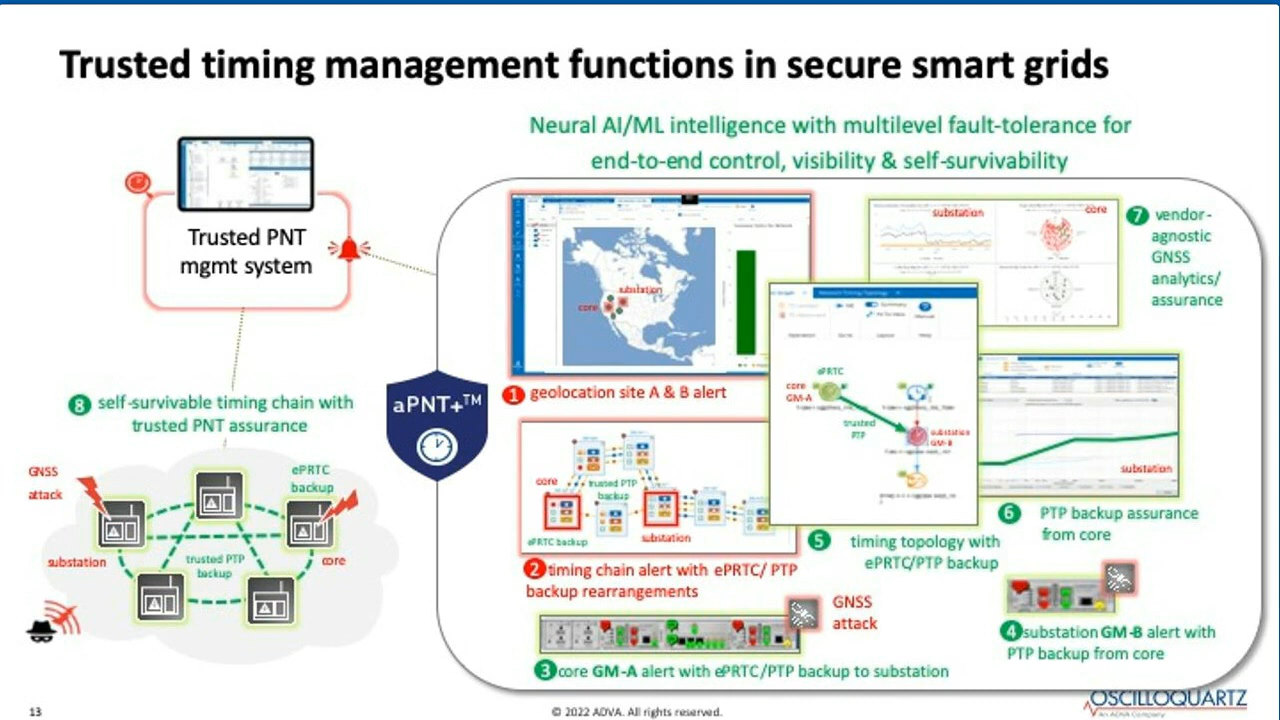 Trusted timing management functions in secure smart grids
Neural AI/ML intelligence with multilevel fault-tolerance for
end-to-end control, visibility & self-survivability
Trusted PNT
mgmt system
aPNT+™
8 self-survivable timing chain with
trusted PNT assurance
GNSS
attack
ePRTC
backup
substation
trusted PTP
backup
core
substation
core
1 geolocation site A & B alert
core
trusted PTP
backup
ePRTC backup
substation
2 timing chain alert with ePRTC/ PTP
backup rearrangements
GNSS
attack
3 core GM-A alert with ePRTC/PTP backup to substation
substation
core
7 vendor-
agnostic
GNSS
analytics/
assurance
ePRTC
core
GM-A
trusted
PTP
substation
GM-B
5 timing topology with
ePRTC/PTP backup
substation
6 PTP backup assurance
from core
4 substation GM-B alert with
PTP backup from core
13
© 2022 ADVA. All rights reserved.
OSCILLOQUARTZ
An ADVA Company